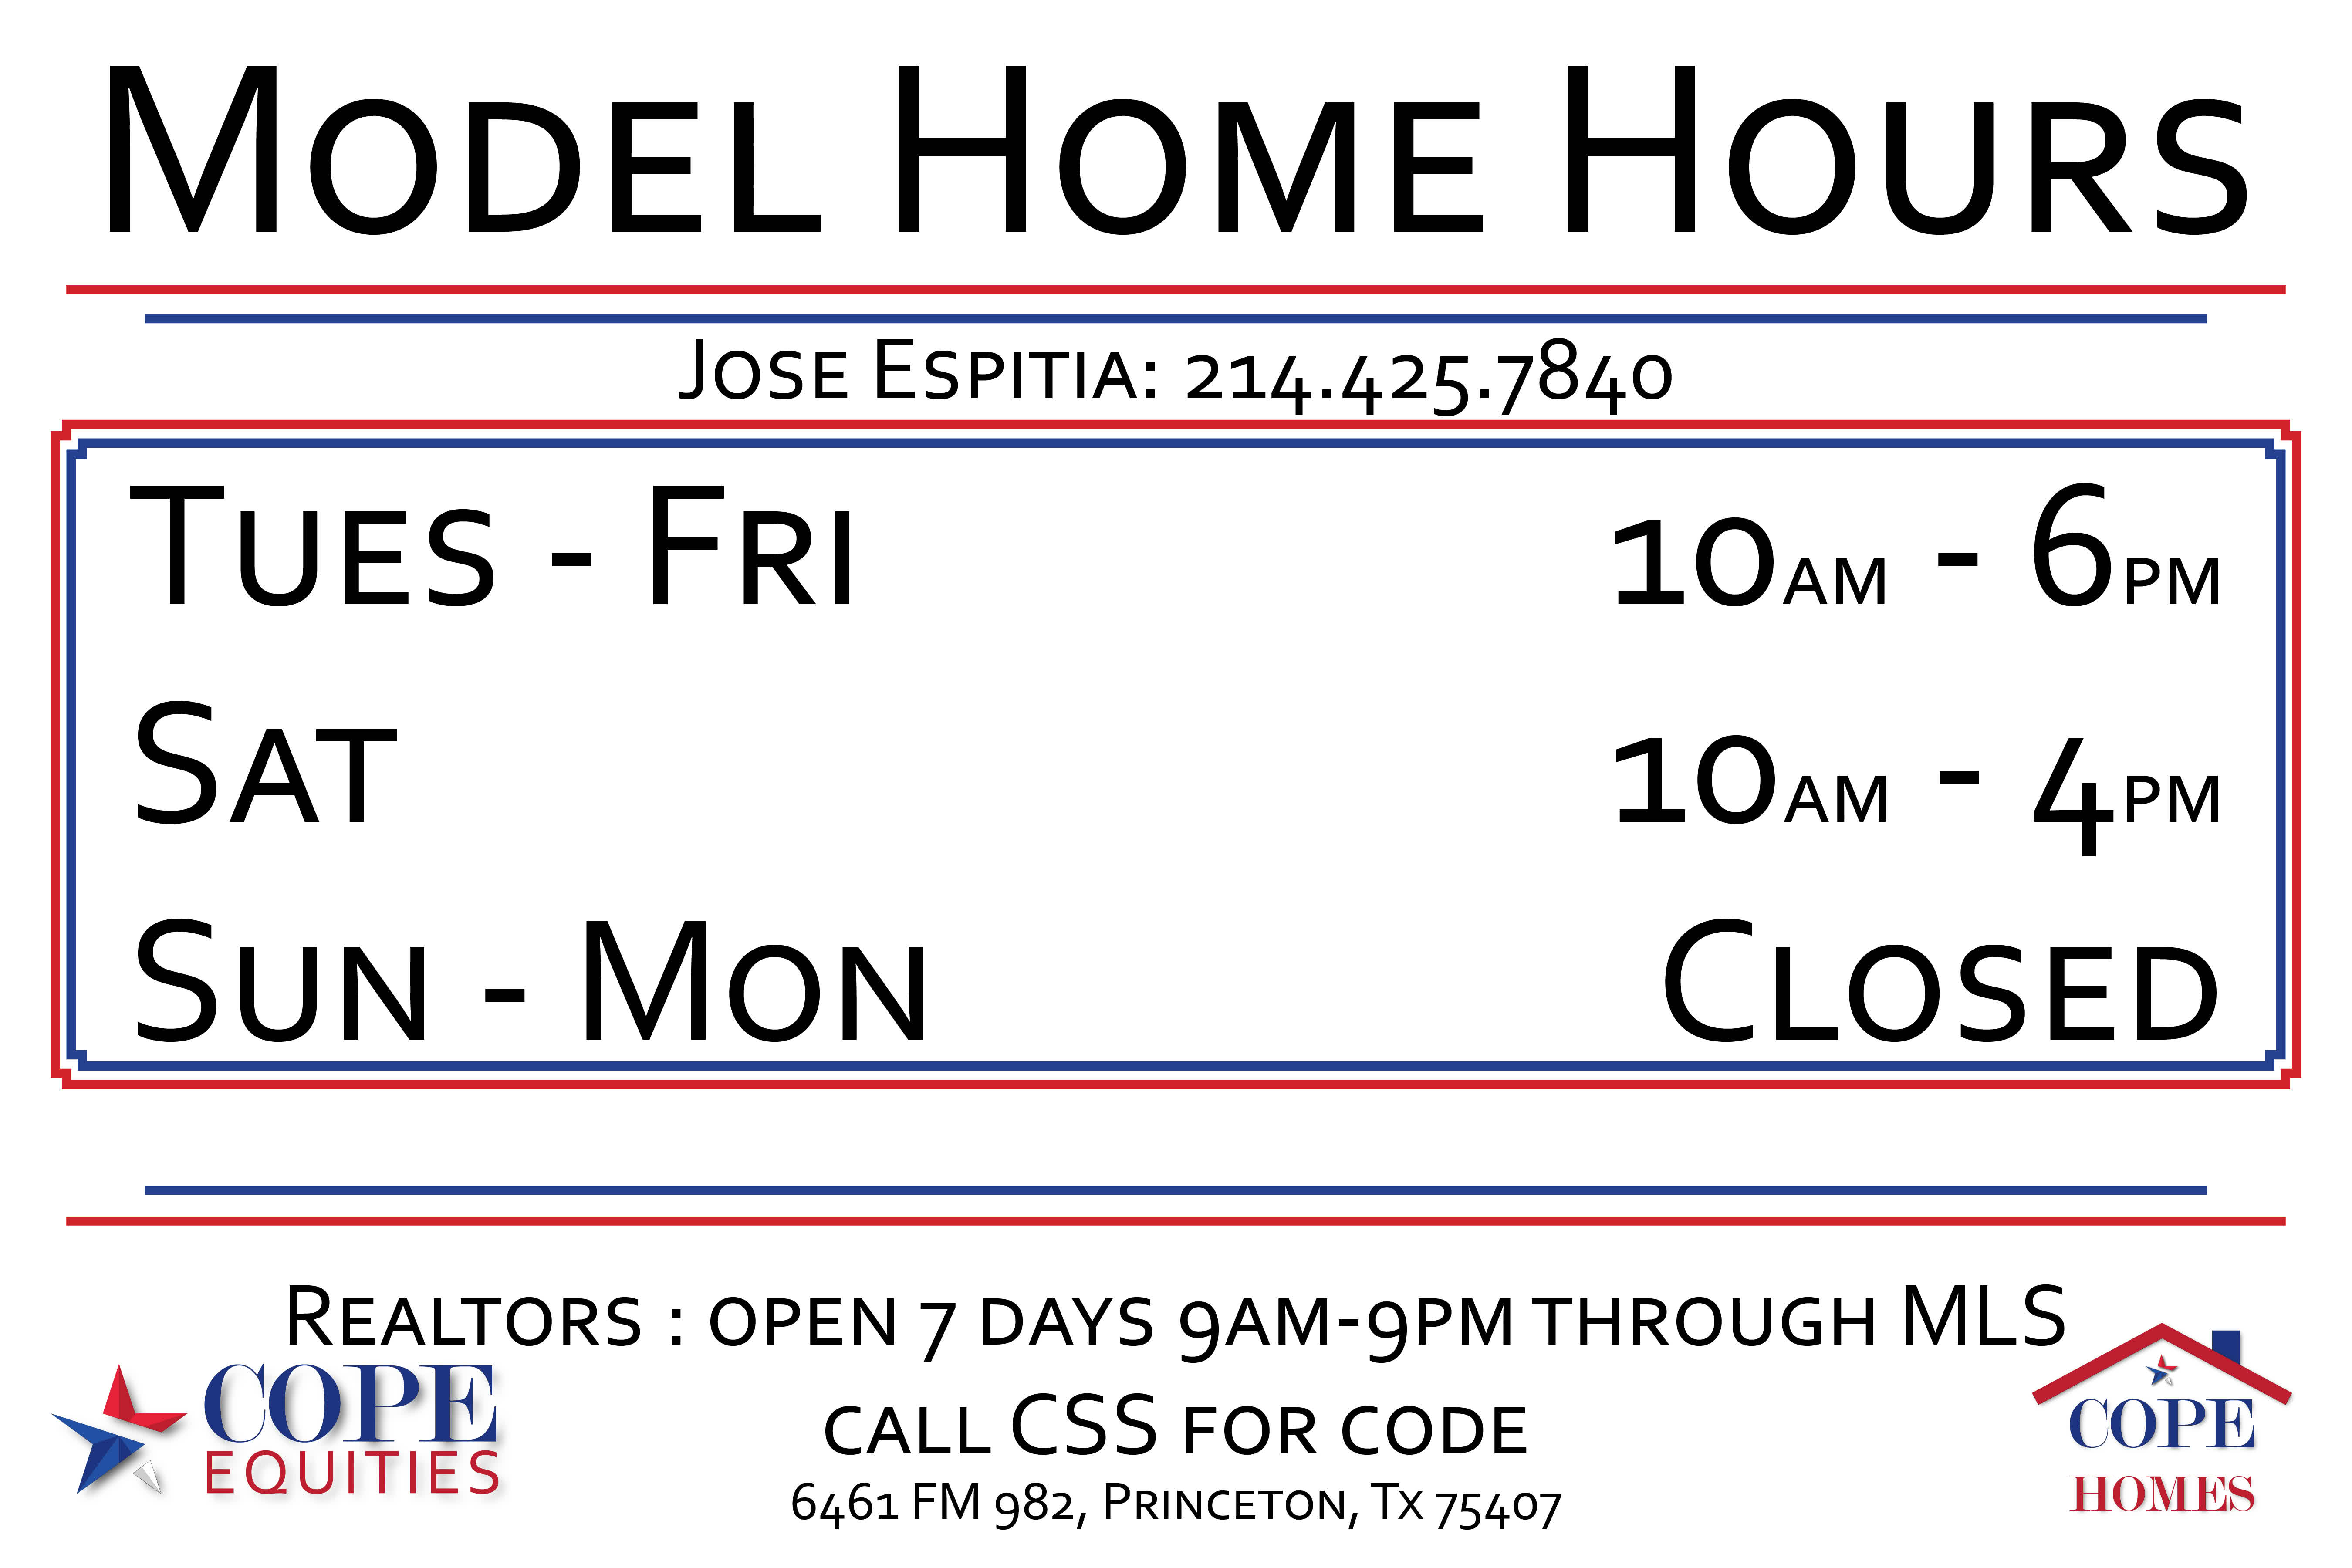 Model Home Hours
Jose Espitia: 214.425.7840
Tues - Fri 10am - 6pm
Sat 10am - 4pm
Sun - Mon Closed
Realtors : open 7 days 9am-9pm through MLS
call CSS for code
6461 FM 982, Princeton, Tx 75407
COPE
EQUITIES
COPE
HOMES